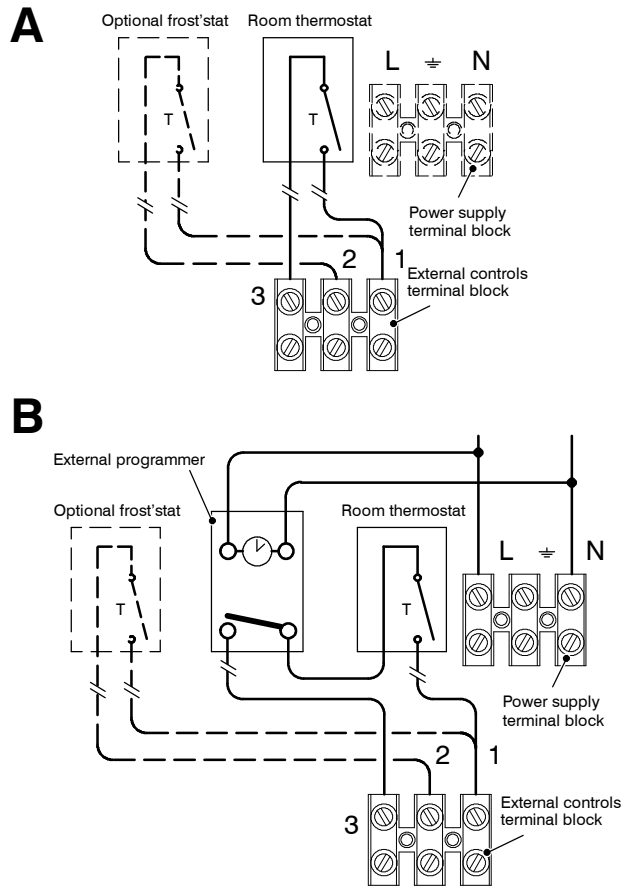 A
Optional frost'stat
Room thermostat
L
N
T
T
Power supply
terminal block
2
1
3
External controls
terminal block
B
External programmer
Optional frost'stat
Room thermostat
L
N
T
T
Power supply
terminal block
2
1
3
External controls
terminal block